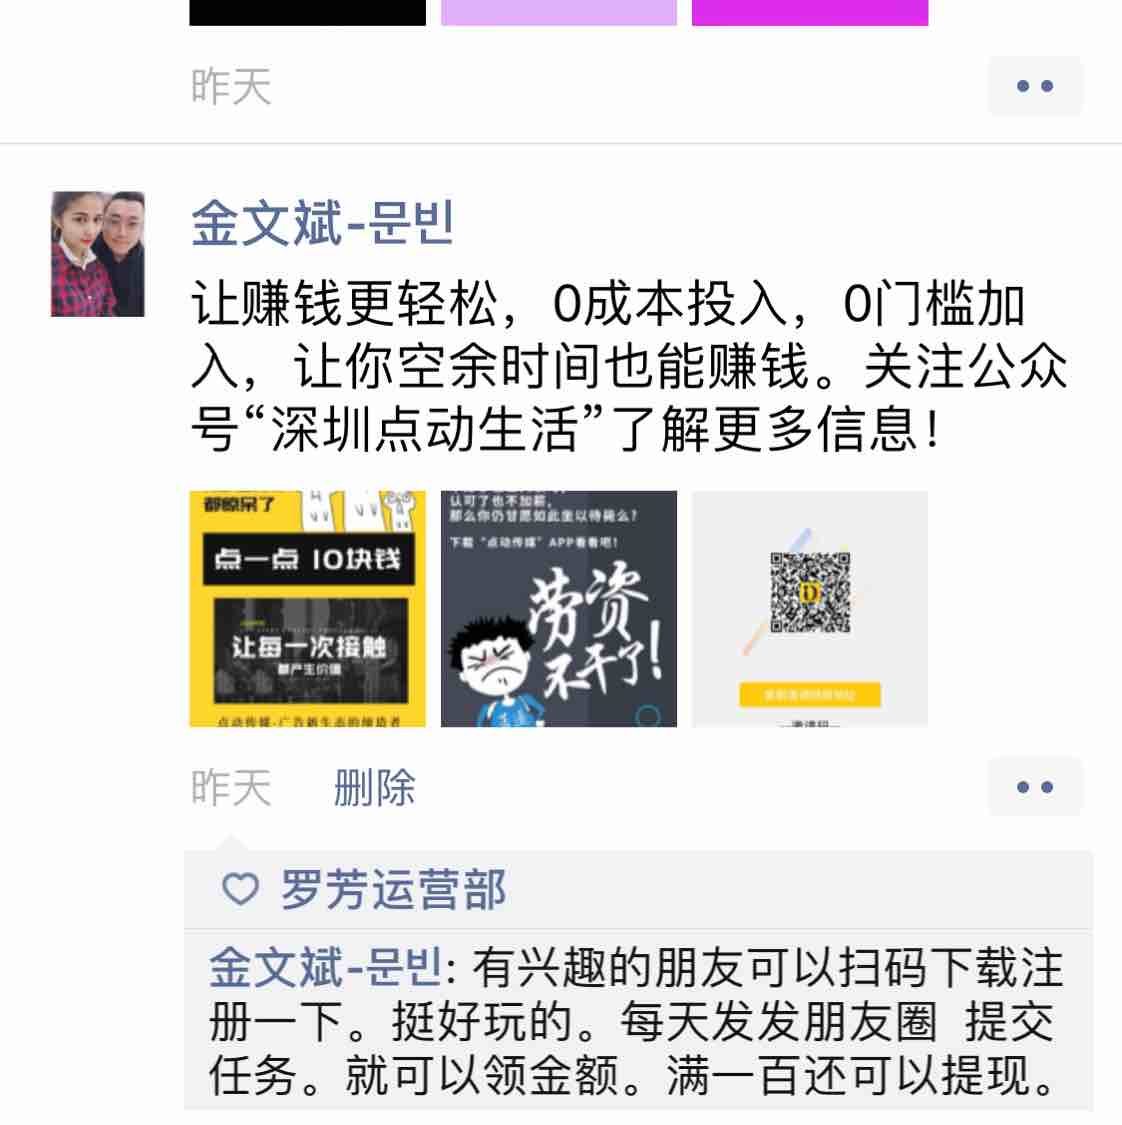 昨天
金文斌-문빈
让赚钱更轻松，0成本投入，0门槛加
入，让你空余时间也能赚钱。关注公众
号“深圳点动生活”了解更多信息！
都惊呆了
点一点 10块钱
让每一次接触
都产生价值
点动传媒·广告新生态的缔造者
认可了也不加薪，
那么你仍甘愿如此坐以待毙么？
下载“点动传媒”APP看看吧！
劳资
不干了！
邀请码
昨天 删除
罗芳运营部
金文斌-문빈: 有兴趣的朋友可以扫码下载注
册一下。挺好玩的。每天发发朋友圈 提交
任务。就可以领金额。满一百还可以提现。